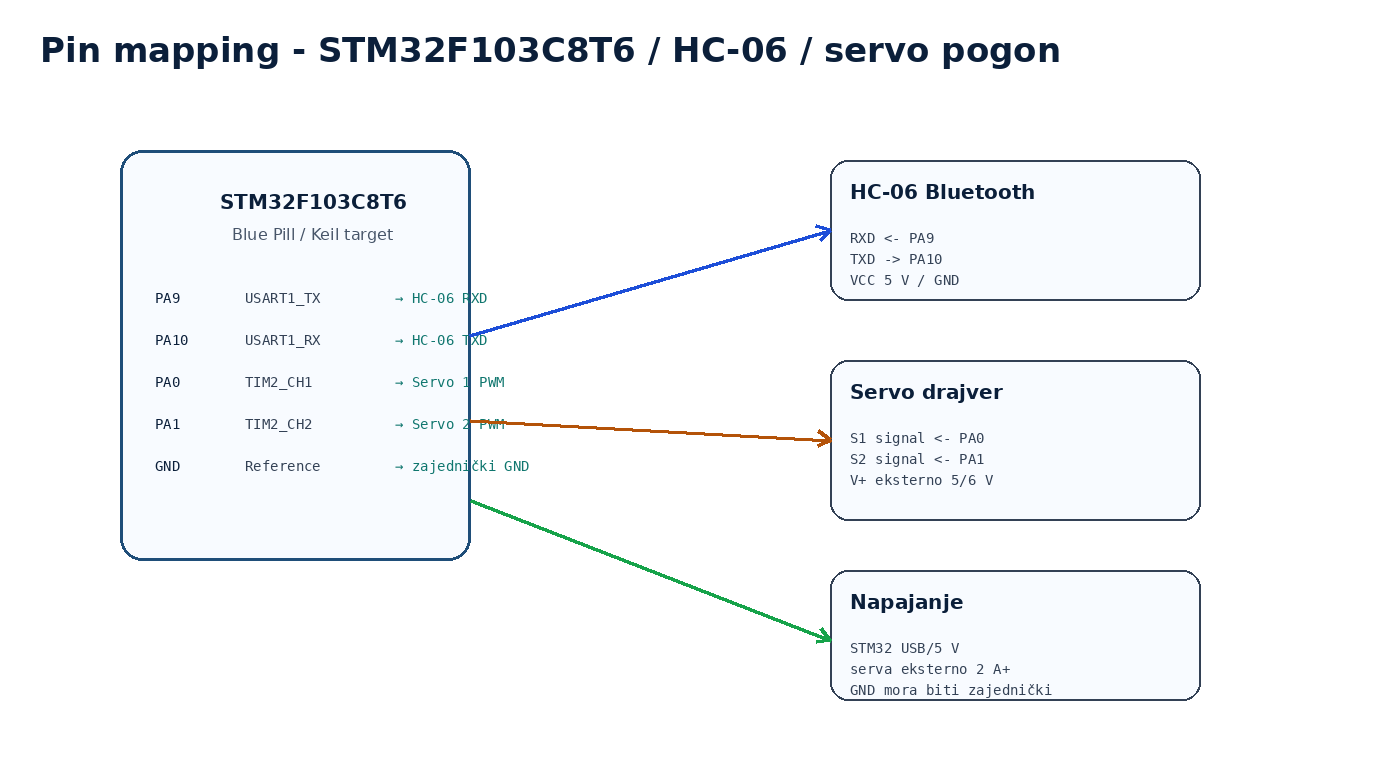 Pin mapping - STM32F103C8T6 / HC-06 / servo pogon
STM32F103C8T6
Blue Pill / Keil target
PA9 USART1_TX → HC-06 RXD
PA10 USART1_RX → HC-06 TXD
PA0 TIM2_CH1 → Servo 1 PWM
PA1 TIM2_CH2 → Servo 2 PWM
GND Reference → zajednički GND
HC-06 Bluetooth
RXD <- PA9
TXD -> PA10
VCC 5 V / GND
Servo drajver
S1 signal <- PA0
S2 signal <- PA1
V+ eksterno 5/6 V
Napajanje
STM32 USB/5 V
serva eksterno 2 A+
GND mora biti zajednički